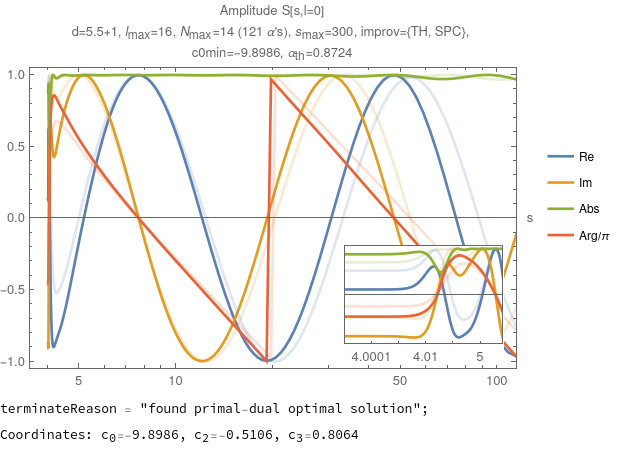 Amplitude S[s,l=0]
d=5.5+1, lmax=16, Nmax=14 (121 α's), smax=300, improv={TH, SPC},
c0min=-9.8986, αth=0.8724
1.0
0.5
0.0
-0.5
-1.0
5 10 50 100
s
Re
Im
Abs
Arg/π
4.0001 4.01 5
terminateReason = "found primal-dual optimal solution";
Coordinates: c0=-9.8986, c2=-0.5106, c3=0.8064